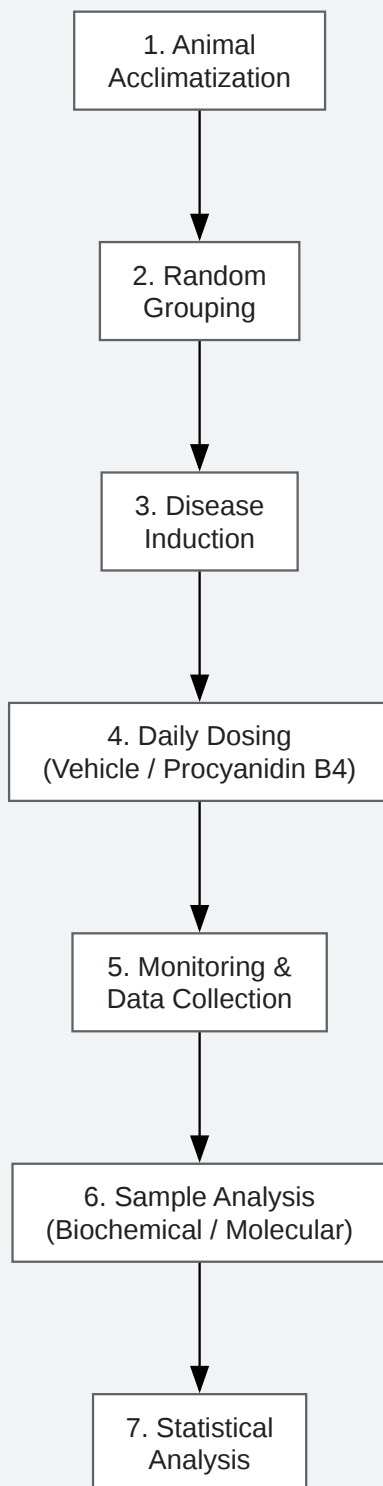 1. Animal
Acclimatization
2. Random
Grouping
3. Disease
Induction
4. Daily Dosing
(Vehicle / Procyanidin B4)
5. Monitoring &
Data Collection
6. Sample Analysis
(Biochemical / Molecular)
7. Statistical
Analysis